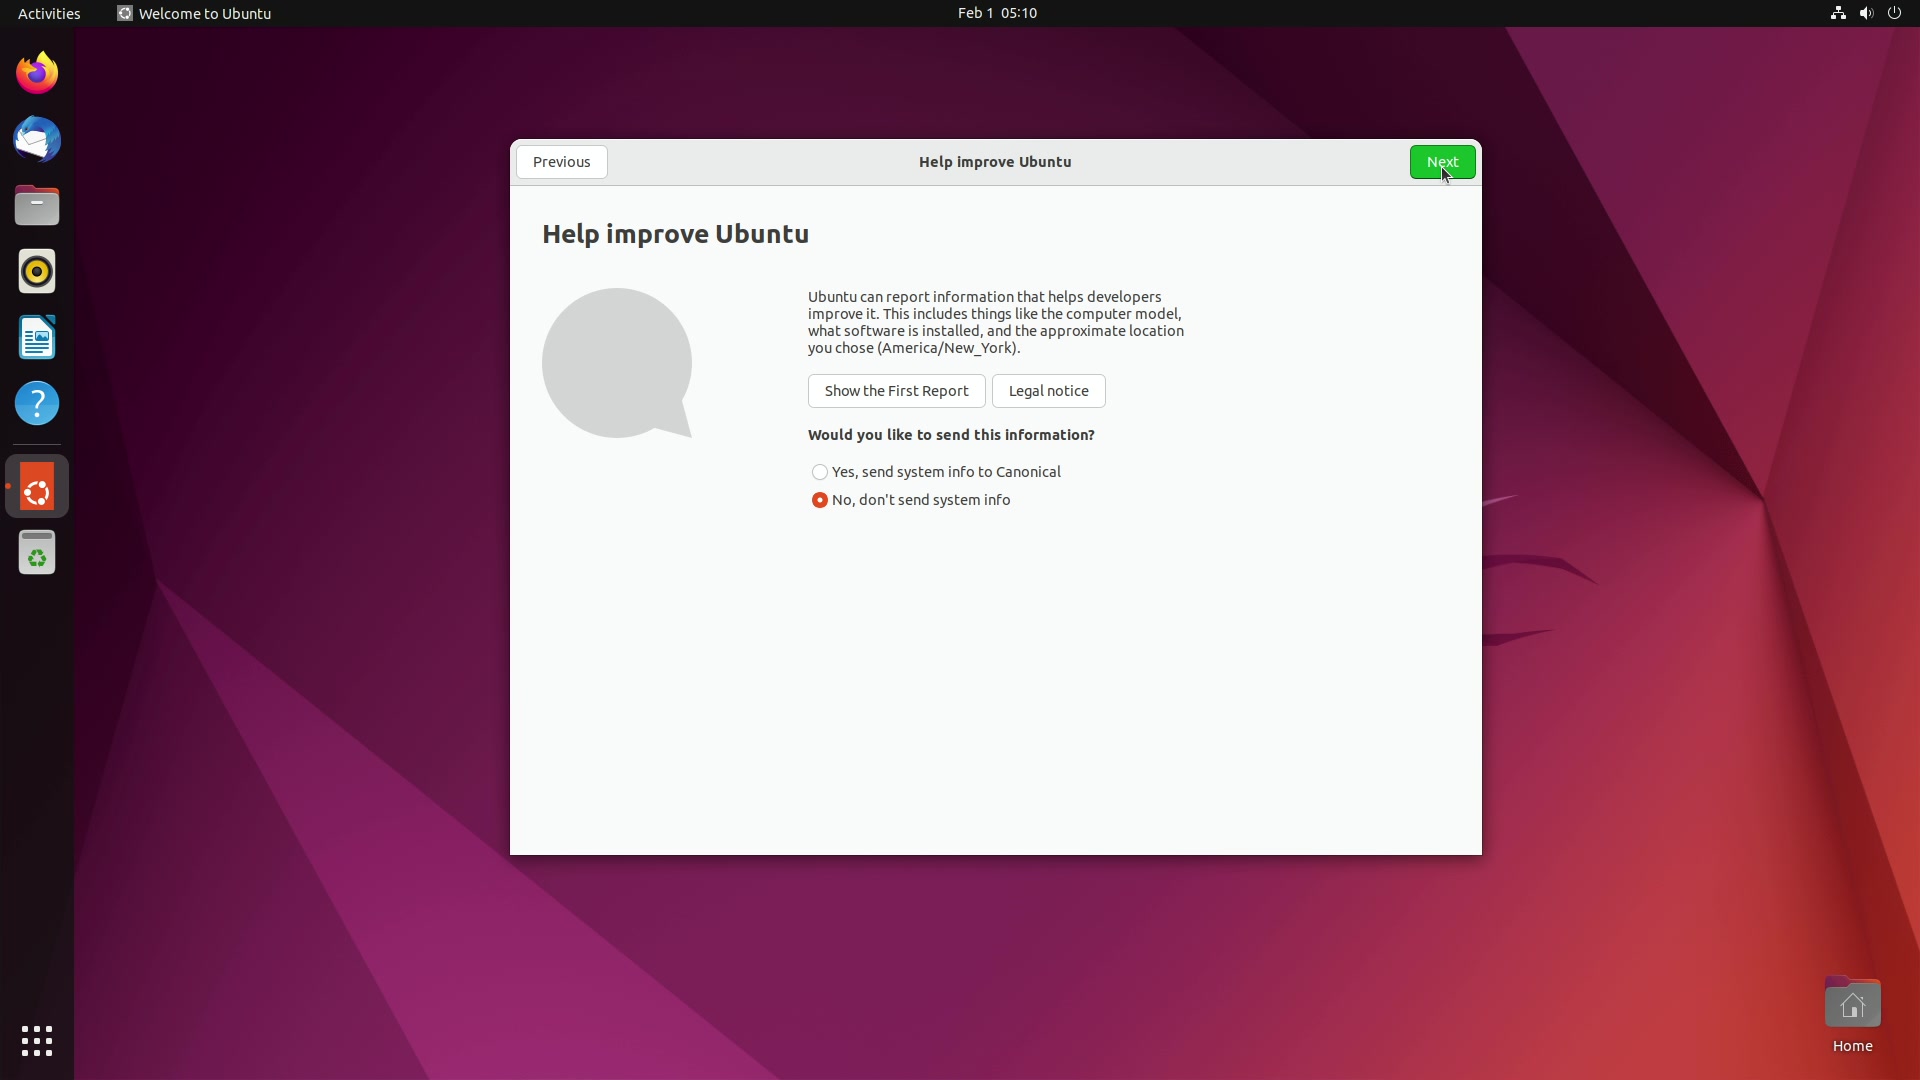 Activities
Welcome to Ubuntu
Feb 1 05:10
Previous
Help improve Ubuntu
Next
Help improve Ubuntu
Ubuntu can report information that helps developers
improve it. This includes things like the computer model,
what software is installed, and the approximate location
you chose (America/New_York).
Show the First Report
Legal notice
Would you like to send this information?
Yes, send system info to Canonical
No, don't send system info
?
Home